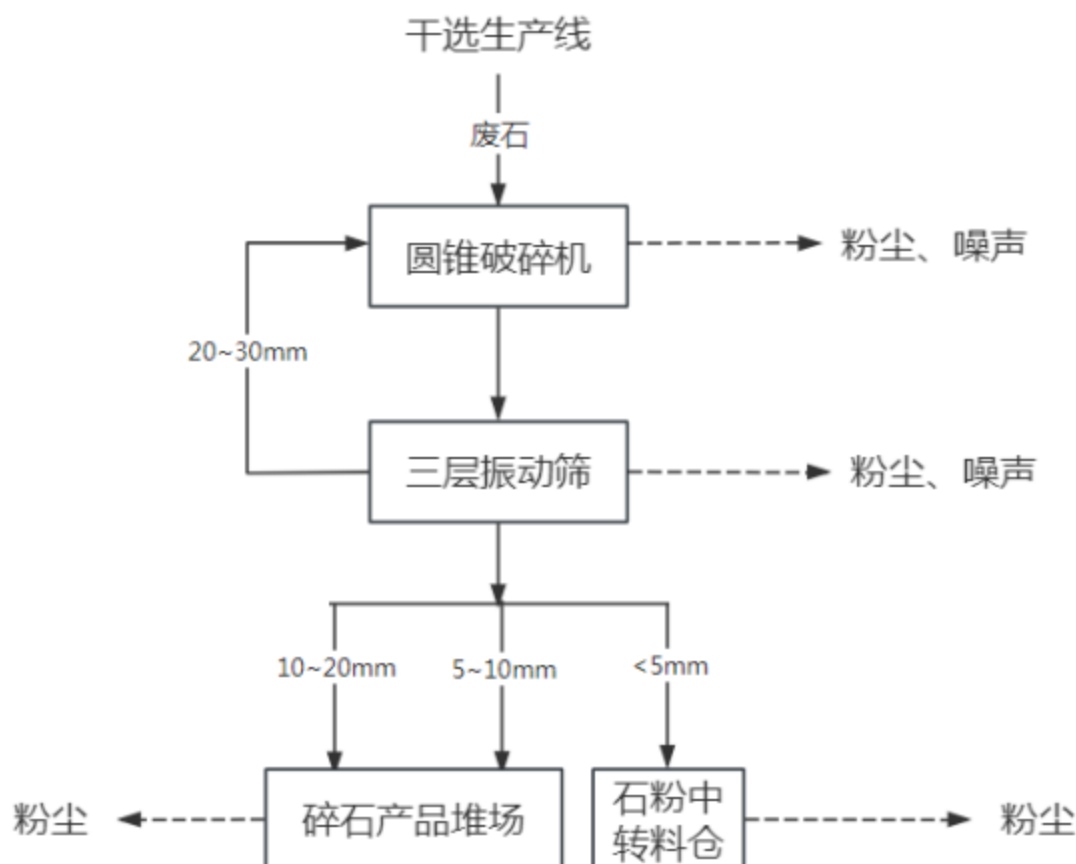 干选生产线
废石
圆锥破碎机
粉尘、噪声
20~30mm
三层振动筛
粉尘、噪声
10~20mm
5~10mm
<5mm
粉尘
碎石产品堆场
石粉中
转料仓
粉尘